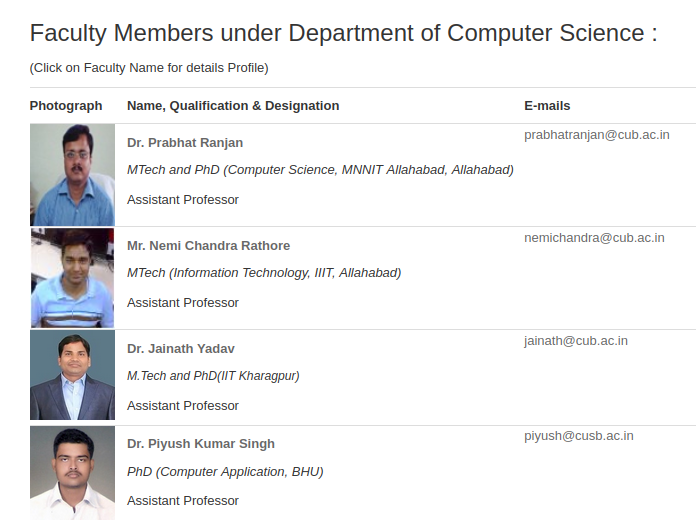 Faculty Members under Department of Computer Science :
(Click on Faculty Name for details Profile)
Photograph Name, Qualification & Designation E-mails
Dr. Prabhat Ranjan prabhatranjan@cub.ac.in
MTech and PhD (Computer Science, MNNIT Allahabad, Allahabad)
Assistant Professor
Mr. Nemi Chandra Rathore nemichandra@cub.ac.in
MTech (Information Technology, IIIT, Allahabad)
Assistant Professor
Dr. Jainath Yadav jainath@cub.ac.in
M.Tech and PhD(IIT Kharagpur)
Assistant Professor
Dr. Piyush Kumar Singh piyush@cusb.ac.in
PhD (Computer Application, BHU)
Assistant Professor